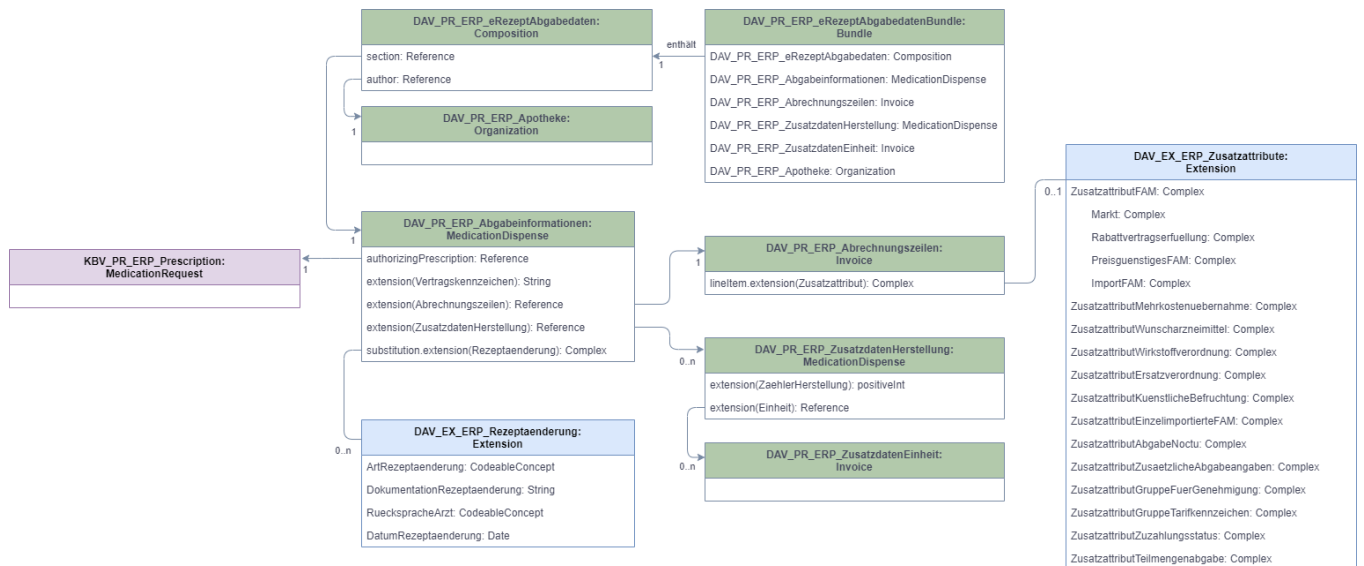 DAV_PR_ERP_eRezeptAbgabedaten:
Composition
section: Reference
author: Reference
1
enthält
1
DAV_PR_ERP_eRezeptAbgabedatenBundle:
Bundle
DAV_PR_ERP_eRezeptAbgabedaten: Composition
DAV_PR_ERP_Abgabeinformationen: MedicationDispense
DAV_PR_ERP_Abrechnungszeilen: Invoice
DAV_PR_ERP_ZusatzdatenHerstellung: MedicationDispense
DAV_PR_ERP_ZusatzdatenEinheit: Invoice
DAV_PR_ERP_Apotheke: Organization
DAV_PR_ERP_Apotheke:
Organization
1
DAV_PR_ERP_Abgabeinformationen:
MedicationDispense
authorizingPrescription: Reference
extension(Vertragskennzeichen): String
extension(Abrechnungszeilen): Reference
extension(ZusatzdatenHerstellung): Reference
substitution.extension(Rezeptaenderung): Complex
KBV_PR_ERP_Prescription:
MedicationRequest
1
1
DAV_PR_ERP_Abrechnungszeilen:
Invoice
lineItem.extension(Zusatzattribut): Complex
0..n
DAV_PR_ERP_ZusatzdatenHerstellung:
MedicationDispense
extension(ZaehlerHerstellung): positiveInt
extension(Einheit): Reference
0..n
DAV_PR_ERP_ZusatzdatenEinheit:
Invoice
0..n
DAV_EX_ERP_Rezeptaenderung:
Extension
ArtRezeptaenderung: CodeableConcept
DokumentationRezeptaenderung: String
RueckspracheArzt: CodeableConcept
DatumRezeptaenderung: Date
0..1
DAV_EX_ERP_Zusatzattribute:
Extension
ZusatzattributFAM: Complex
Markt: Complex
Rabattvertragserfuellung: Complex
PreisguenstigesFAM: Complex
ImportFAM: Complex
ZusatzattributMehrkostenuebernahme: Complex
ZusatzattributWunscharzneimittel: Complex
ZusatzattributWirkstoffverordnung: Complex
ZusatzattributErsatzverordnung: Complex
ZusatzattributKuenstlicheBefruchtung: Complex
ZusatzattributEinzelimportierteFAM: Complex
ZusatzattributAbgabeNoctu: Complex
ZusatzattributZusaetzlicheAbgabeangaben: Complex
ZusatzattributGruppeFuerGenehmigung: Complex
ZusatzattributGruppeTarifkennzeichen: Complex
ZusatzattributZuzahlungsstatus: Complex
ZusatzattributTeilmengenabgabe: Complex